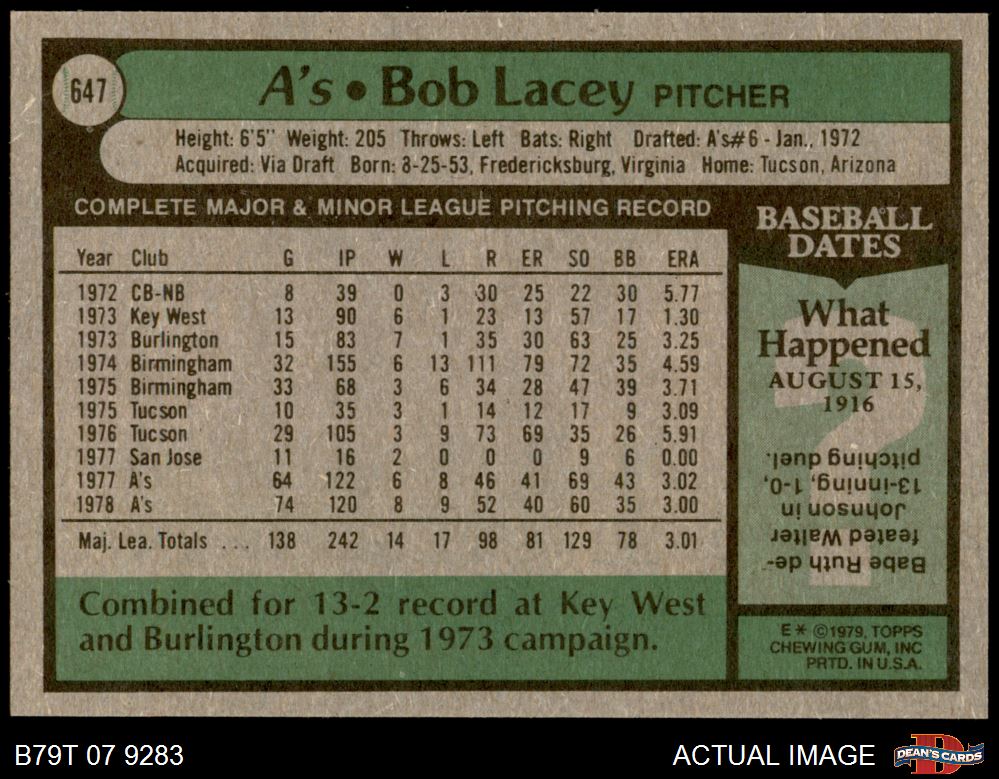 647
A's • Bob Lacey PITCHER
Height: 6'5" Weight: 205 Throws: Left Bats: Right Drafted: A's#6 - Jan., 1972
Acquired: Via Draft Born: 8-25-53, Fredericksburg, Virginia Home: Tucson, Arizona
COMPLETE MAJOR & MINOR LEAGUE PITCHING RECORD
Year Club G IP W L R ER SO BB ERA
1972 CB-NB 8 39 0 3 30 25 22 30 5.77
1973 Key West 13 90 6 1 23 13 57 17 1.30
1973 Burlington 15 83 7 1 35 30 63 25 3.25
1974 Birmingham 32 155 6 13 111 79 72 35 4.59
1975 Birmingham 33 68 3 6 34 28 47 39 3.71
1975 Tucson 10 35 3 1 14 12 17 9 3.09
1976 Tucson 29 105 3 9 73 69 35 26 5.91
1977 San Jose 11 16 2 0 0 0 9 6 0.00
1977 A's 64 122 6 8 46 41 69 43 3.02
1978 A's 74 120 8 9 52 40 60 35 3.00
Maj. Lea. Totals ... 138 242 14 17 98 81 129 78 3.01
Combined for 13-2 record at Key West
and Burlington during 1973 campaign.
BASEBALL
DATES
What
Happened
AUGUST 15,
1916
Babe Ruth de-
feated Walter
Johnson in
13-inning, 1-0,
pitching duel.
E * ©1979, TOPPS
CHEWING GUM, INC
PRTD. IN U.S.A.
B79T 07 9283
ACTUAL IMAGE
DEAN'S CARDS